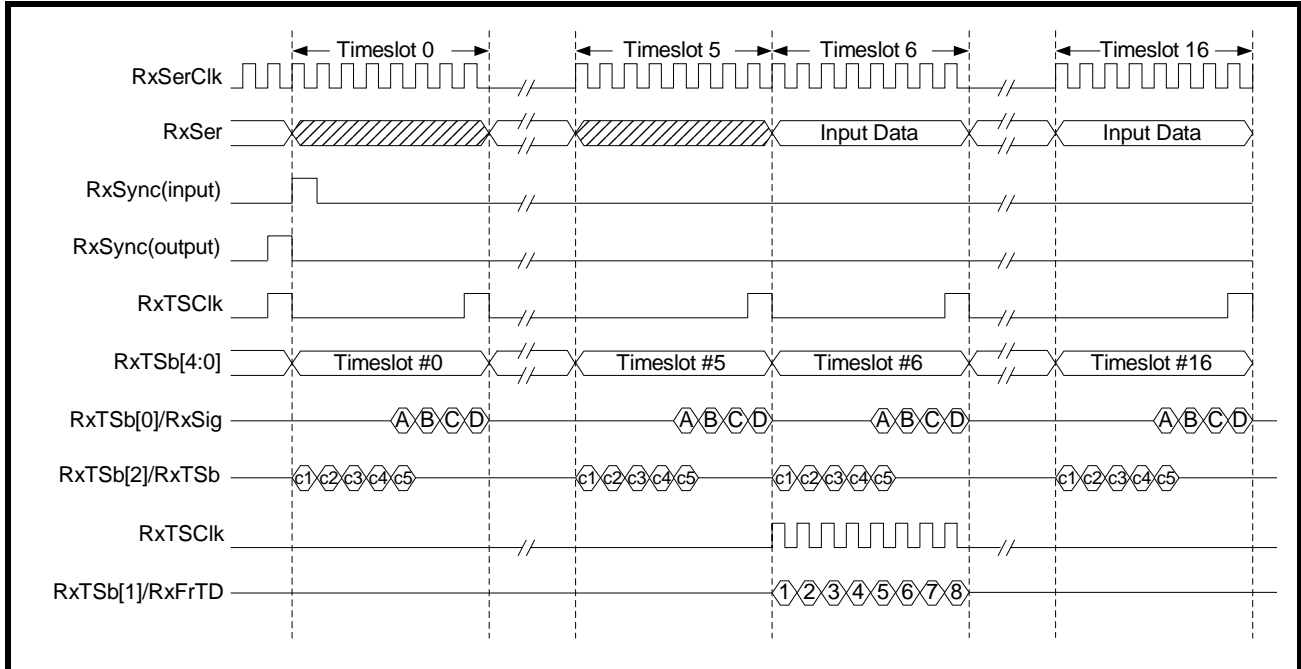 Timeslot 0 Timeslot 5 Timeslot 6 Timeslot 16
RxSerClk
RxSer Input Data Input Data
RxSync(input)
RxSync(output)
RxTSClk
RxTSb[4:0] Timeslot #0 Timeslot #5 Timeslot #6 Timeslot #16
RxTSb[0]/RxSig A B C D A B C D A B C D A B C D
RxTSb[2]/RxTSb c1 c2 c3 c4 c5 c1 c2 c3 c4 c5 c1 c2 c3 c4 c5 c1 c2 c3 c4 c5
RxTSClk
RxTSb[1]/RxFrTD 1 2 3 4 5 6 7 8